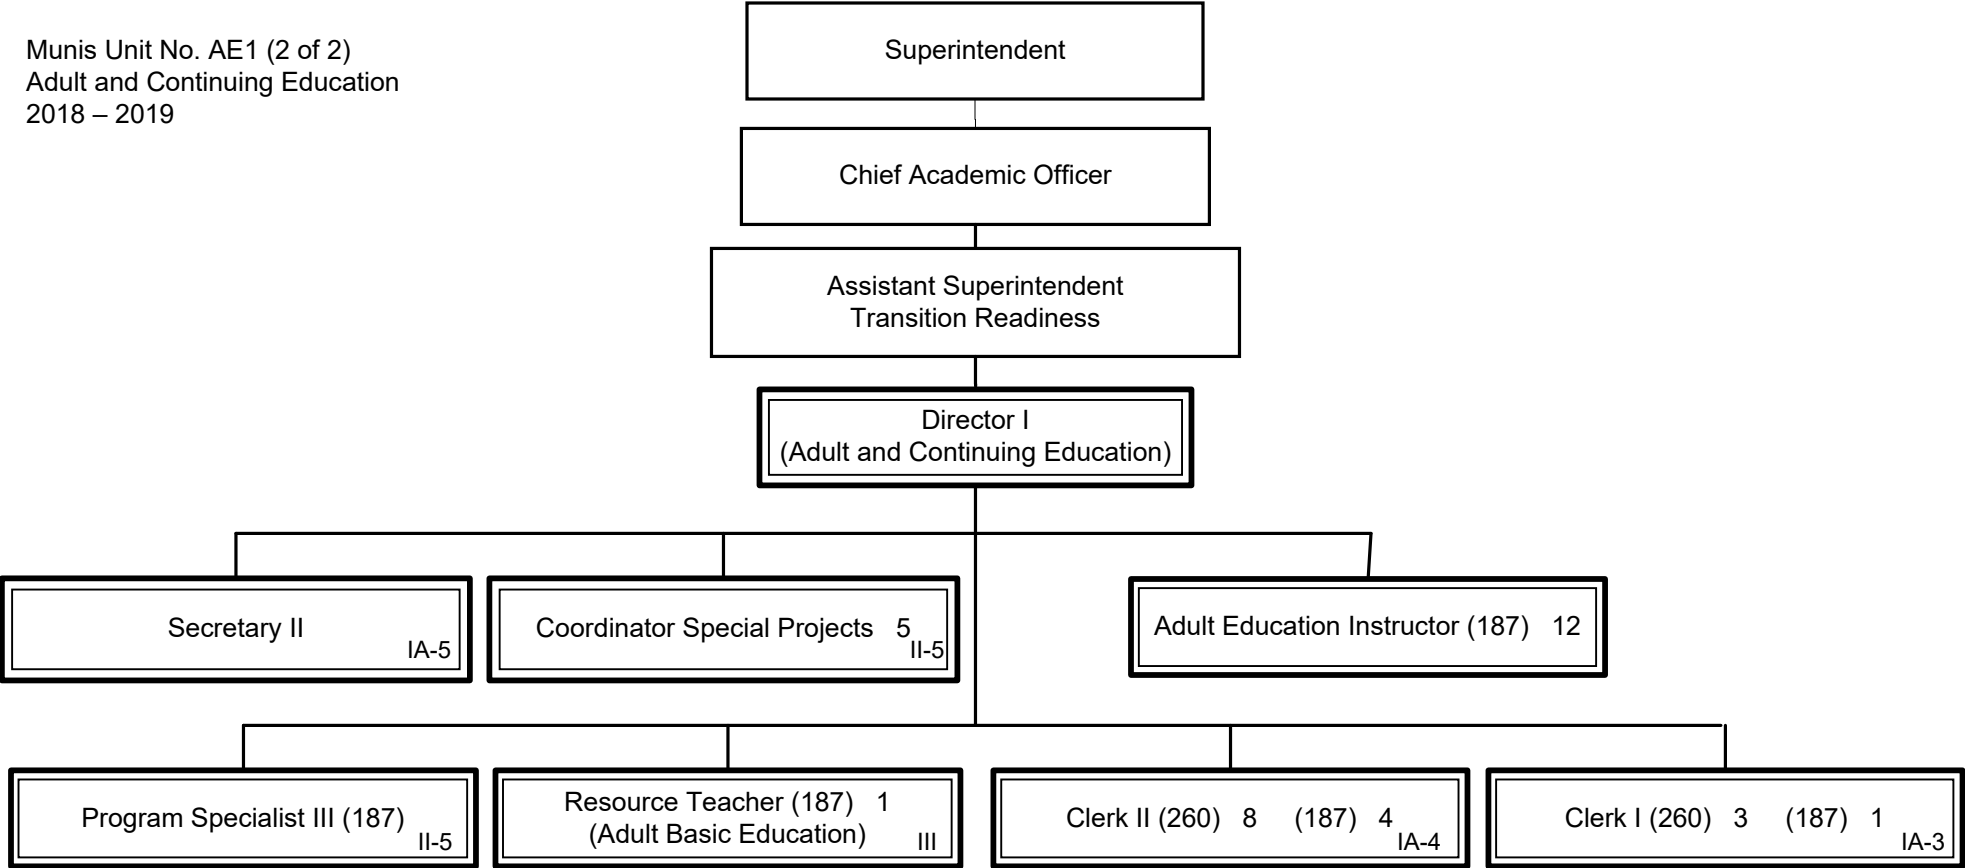 Munis Unit No. AE1 (2 of 2)
Adult and Continuing Education
2018 – 2019
Superintendent
Chief Academic Officer
Assistant Superintendent
Transition Readiness
Director I
(Adult and Continuing Education)
Secretary II
IA-5
Coordinator Special Projects 5
II-5
Adult Education Instructor (187) 12
Program Specialist III (187)
II-5
Resource Teacher (187) 1
(Adult Basic Education)
III
Clerk II (260) 8 (187) 4
IA-4
Clerk I (260) 3 (187) 1
IA-3